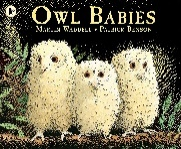 OWL BABIES
MARTIN WADDELL • PATRICK BENSON